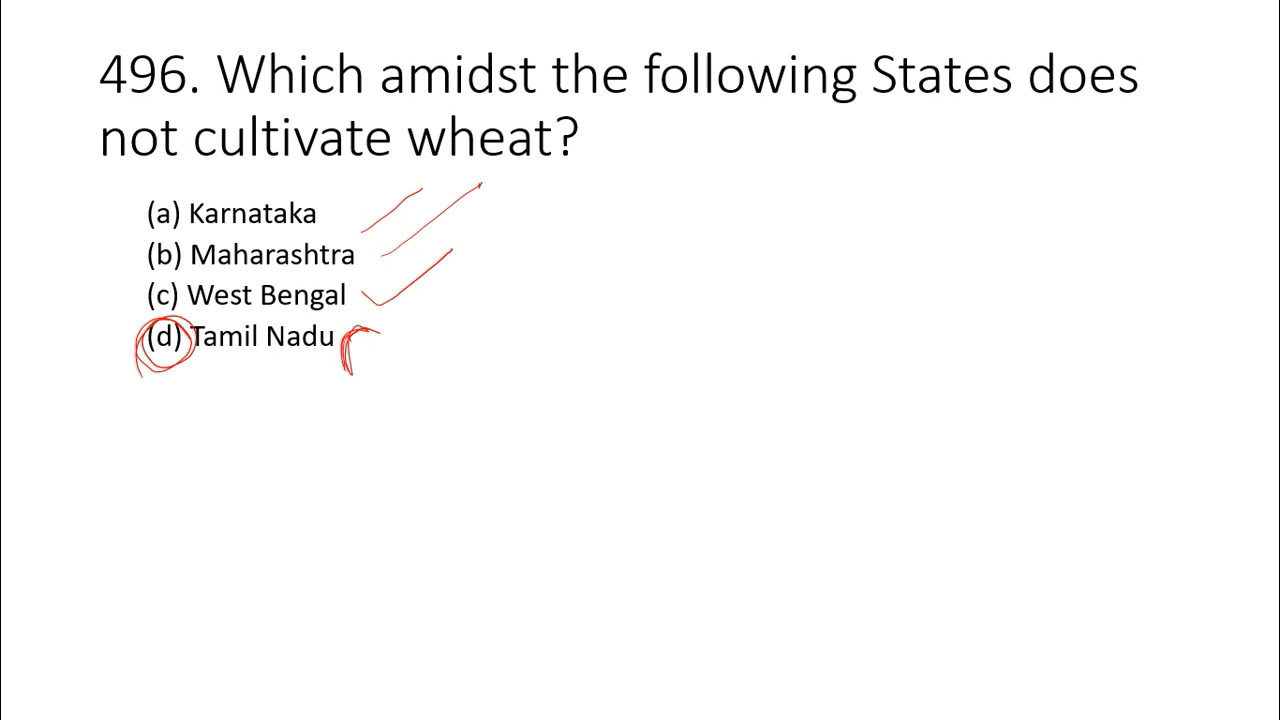 496. Which amidst the following States does
not cultivate wheat?
(a) Karnataka
(b) Maharashtra
(c) West Bengal
(d) Tamil Nadu